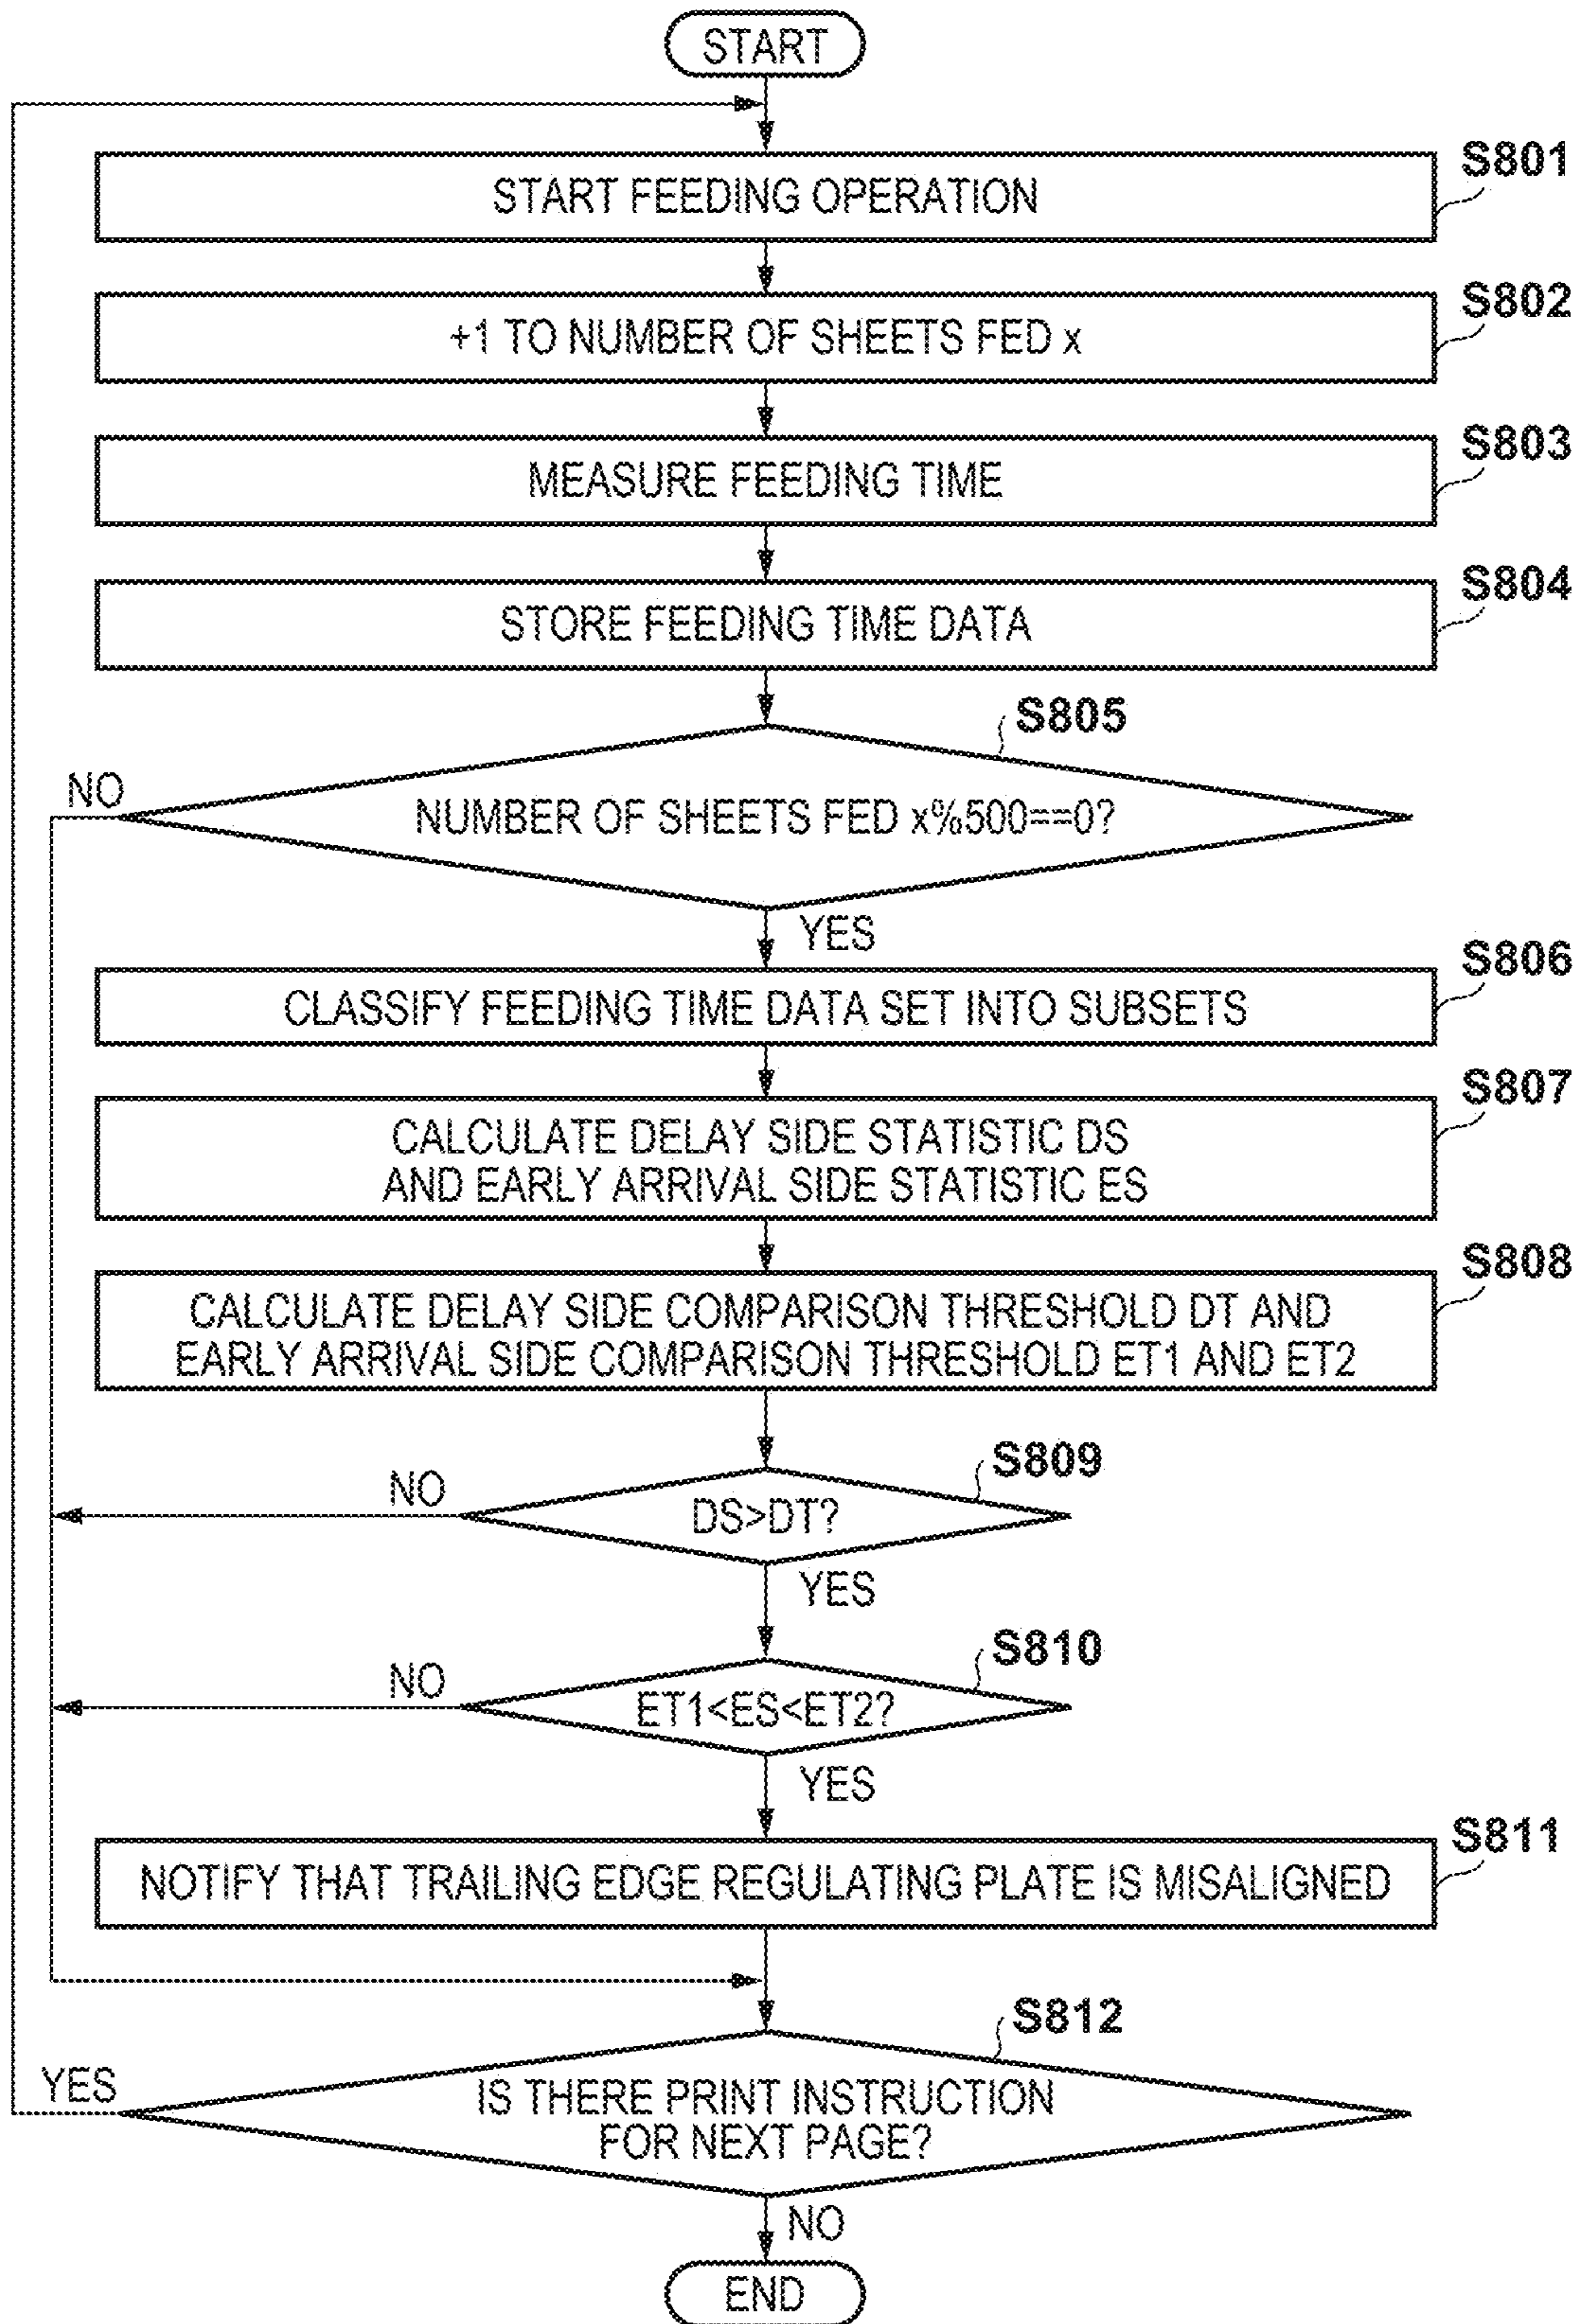 START
START FEEDING OPERATION
S801
+1 TO NUMBER OF SHEETS FED x
S802
MEASURE FEEDING TIME
S803
STORE FEEDING TIME DATA
S804
S805
NO
NUMBER OF SHEETS FED x%500==0?
YES
CLASSIFY FEEDING TIME DATA SET INTO SUBSETS
S806
CALCULATE DELAY SIDE STATISTIC DS
AND EARLY ARRIVAL SIDE STATISTIC ES
S807
CALCULATE DELAY SIDE COMPARISON THRESHOLD DT AND
EARLY ARRIVAL SIDE COMPARISON THRESHOLD ET1 AND ET2
S808
S809
NO
DS>DT?
YES
S810
NO
ET1<ES<ET2?
YES
NOTIFY THAT TRAILING EDGE REGULATING PLATE IS MISALIGNED
S811
S812
YES
IS THERE PRINT INSTRUCTION
FOR NEXT PAGE?
NO
END